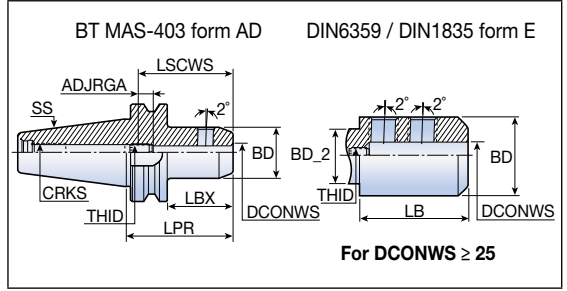 BT MAS-403 form AD
DIN6359 / DIN1835 form E
LSCWS
ADJRGA
SS
2°
BD
CRKS
THID
LBX
DCONWS
LPR
2°
2°
BD_2
BD
THID
LB
DCONWS
For DCONWS ≥ 25